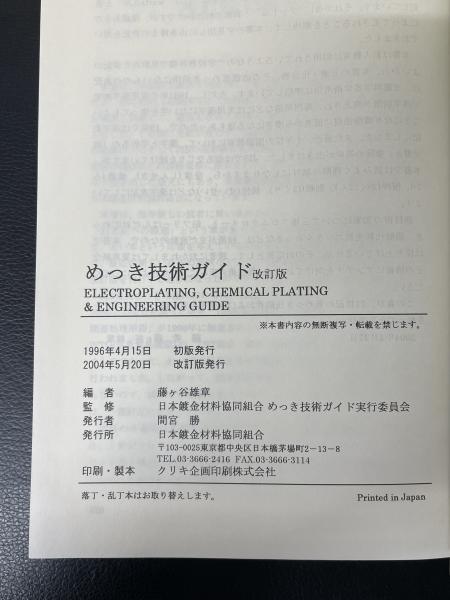 めっき技術ガイド改訂版
ELECTROPLATING, CHEMICAL PLATING
& ENGINEERING GUIDE
※本書内容の無断複写・転載を禁じます。
1996年4月15日 初版発行
2004年5月20日 改訂版発行
編者 藤ヶ谷雄章
監修 日本鍍金材料協同組合 めっき技術ガイド実行委員会
発行者 間宮 勝
発行所 日本鍍金材料協同組合
〒103-0025東京都中央区日本橋茅場町2-13-8
TEL.03-3666-2416 FAX.03-3666-3114
印刷・製本 クリキ企画印刷株式会社
落丁・乱丁本はお取り替えします。 Printed in Japan